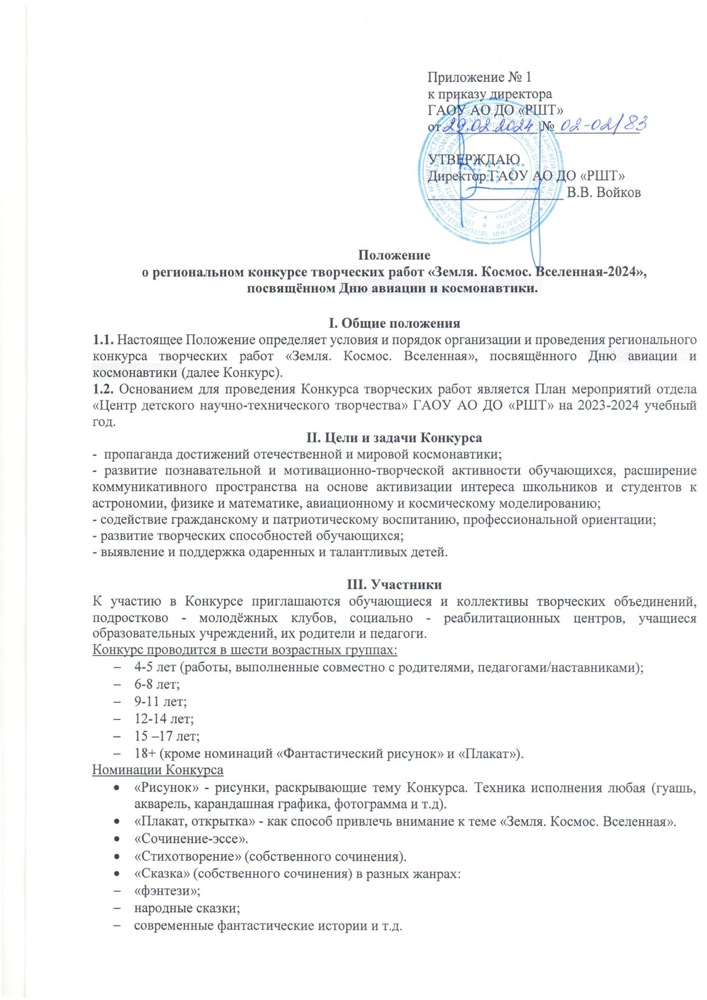 Приложение № 1
к приказу директора
ГАОУ АО ДО «РШТ»
от 29.02.2024 № 02-02/83
УТВЕРЖДАЮ
Директор ГАОУ АО ДО «РШТ»
В.В. Войков
Положение
о региональном конкурсе творческих работ «Земля. Космос. Вселенная-2024»,
посвящённом Дню авиации и космонавтики.
I. Общие положения
1.1. Настоящее Положение определяет условия и порядок организации и проведения регионального
конкурса творческих работ «Земля. Космос. Вселенная», посвящённого Дню авиации и
космонавтики (далее Конкурс).
1.2. Основанием для проведения Конкурса творческих работ является План мероприятий отдела
«Центр детского научно-технического творчества» ГАОУ АО ДО «РШТ» на 2023-2024 учебный
год.
II. Цели и задачи Конкурса
- пропаганда достижений отечественной и мировой космонавтики;
- развитие познавательной и мотивационно-творческой активности обучающихся, расширение
коммуникативного пространства на основе активизации интереса школьников и студентов к
астрономии, физике и математике, авиационному и космическому моделированию;
- содействие гражданскому и патриотическому воспитанию, профессиональной ориентации;
- развитие творческих способностей обучающихся;
- выявление и поддержка одаренных и талантливых детей.
III. Участники
К участию в Конкурсе приглашаются обучающиеся и коллективы творческих объединений,
подростково - молодёжных клубов, социально - реабилитационных центров, учащиеся
образовательных учреждений, их родители и педагоги.
Конкурс проводится в шести возрастных группах:
– 4-5 лет (работы, выполненные совместно с родителями, педагогами/наставниками);
– 6-8 лет;
– 9-11 лет;
– 12-14 лет;
– 15 –17 лет;
– 18+ (кроме номинаций «Фантастический рисунок» и «Плакат»).
Номинации Конкурса
• «Рисунок» - рисунки, раскрывающие тему Конкурса. Техника исполнения любая (гуашь,
акварель, карандашная графика, фотограмма и т.д).
• «Плакат, открытка» - как способ привлечь внимание к теме «Земля. Космос. Вселенная».
• «Сочинение-эссе».
• «Стихотворение» (собственного сочинения).
• «Сказка» (собственного сочинения) в разных жанрах:
– «фэнтези»;
– народные сказки;
– современные фантастические истории и т.д.